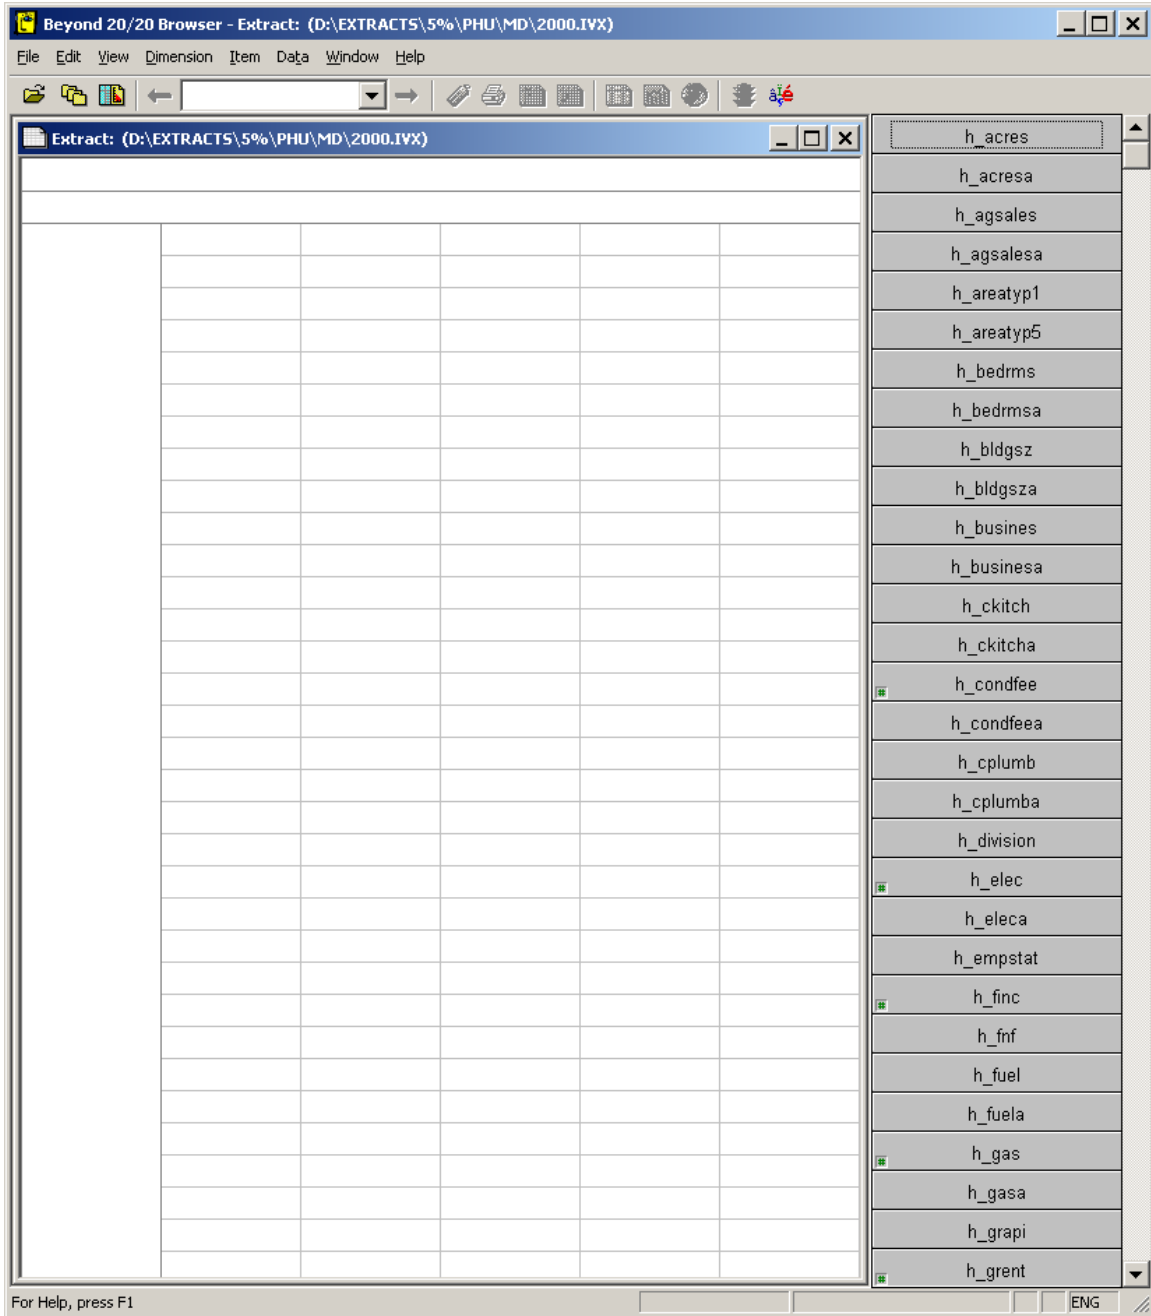 Beyond 20/20 Browser - Extract: (D:\EXTRACTS\5%\PHU\MD\2000.IVX)
File Edit View Dimension Item Data Window Help
Extract: (D:\EXTRACTS\5%\PHU\MD\2000.IVX)
h_acres
h_acresa
h_agsales
h_agsalesa
h_areatyp1
h_areatyp5
h_bedrms
h_bedrmsa
h_bldgsz
h_bldgsza
h_busines
h_businesa
h_ckitch
h_ckitcha
h_condfee
h_condfeea
h_cplumb
h_cplumba
h_division
h_elec
h_eleca
h_empstat
h_finc
h_fnf
h_fuel
h_fuela
h_gas
h_gasa
h_grapi
h_grent
For Help, press F1
ENG